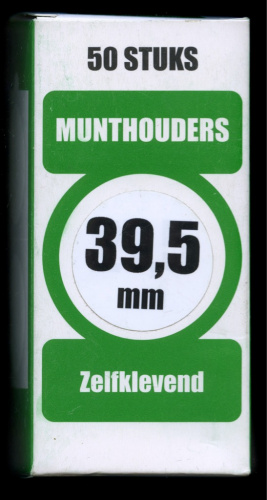 50 STUKS
MUNTHOUDERS
39,5
mm
Zelfklevend